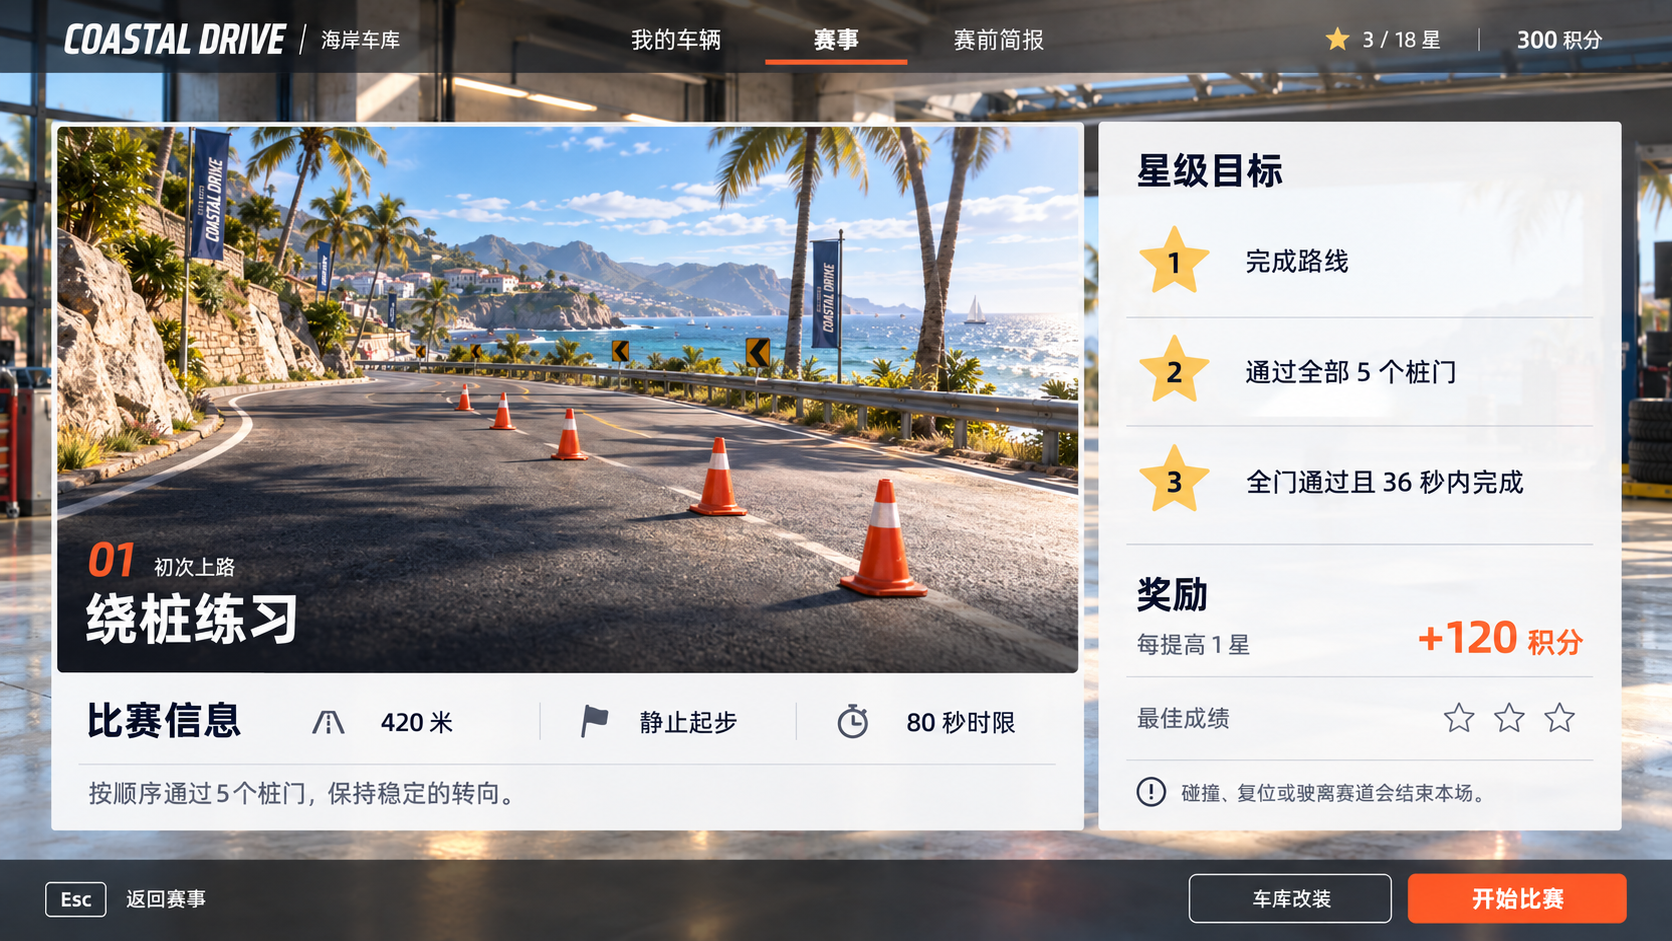 COASTAL DRIVE / 海岸车库
我的车辆
赛事
赛前简报
3 / 18 星
300 积分
COASTAL DRIVE
COASTAL DRIVE
01 初次上路
绕桩练习
比赛信息
420 米
静止起步
80 秒时限
按顺序通过5个桩门，保持稳定的转向。
星级目标
1 完成路线
2 通过全部 5 个桩门
3 全门通过且 36 秒内完成
奖励
每提高 1 星
+120 积分
最佳成绩
碰撞、复位或驶离赛道会结束本场。
Esc 返回赛事
车库改装
开始比赛